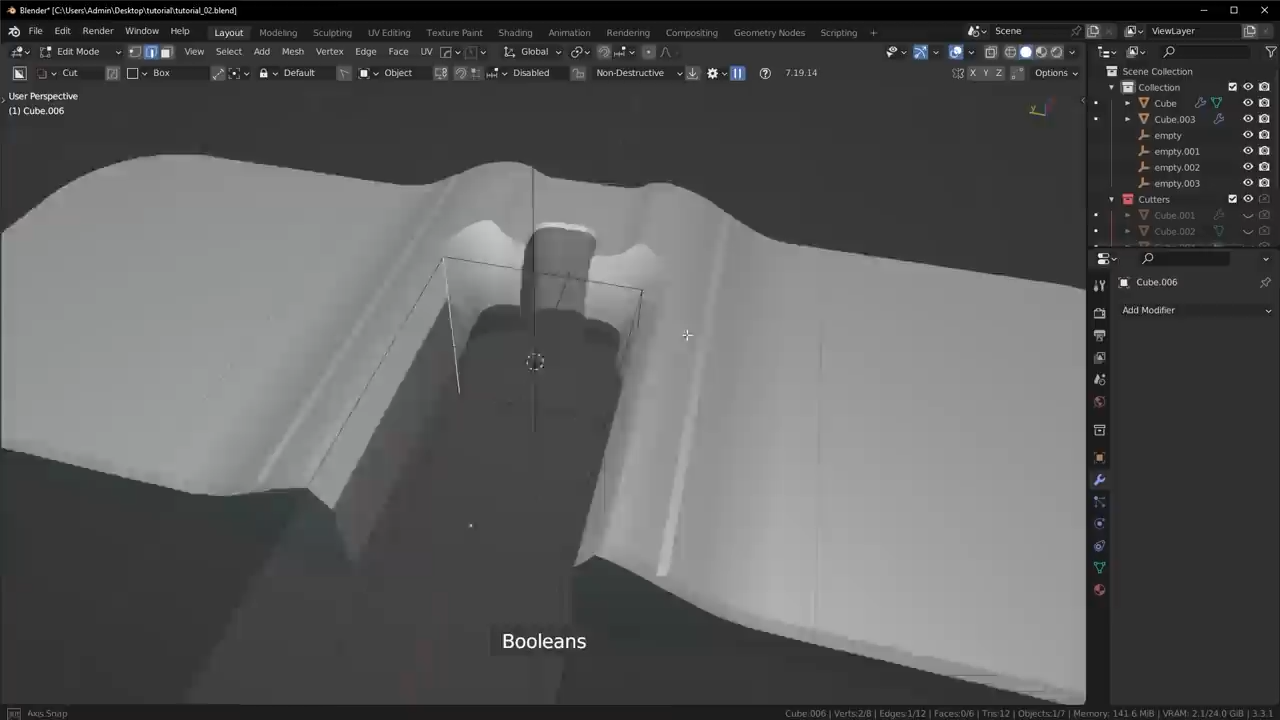 Blender* [C:\Users\Admin\Desktop\tutorial\tutorial_02.blend]
File Edit Render Window Help Layout Modeling Sculpting UV Editing Texture Paint Shading Animation Rendering Compositing Geometry Nodes Scripting Scene ViewLayer
Edit Mode View Select Add Mesh Vertex Edge Face UV Global
Cut Box Default Object Disabled Non-Destructive 7.19.14 X Y Z Options
User Perspective
(1) Cube.006
Y
Scene Collection
Collection
Cube
Cube.003
empty
empty.001
empty.002
empty.003
Cutters
Cube.001
Cube.002
Cube.006
Add Modifier
Booleans
Axis Snap
Cube.006 | Verts:2/8 | Edges:1/12 | Faces:0/6 | Tris:12 | Objects:1/7 | Memory: 141.6 MiB | VRAM: 2.1/24.0 GiB | 3.3.1